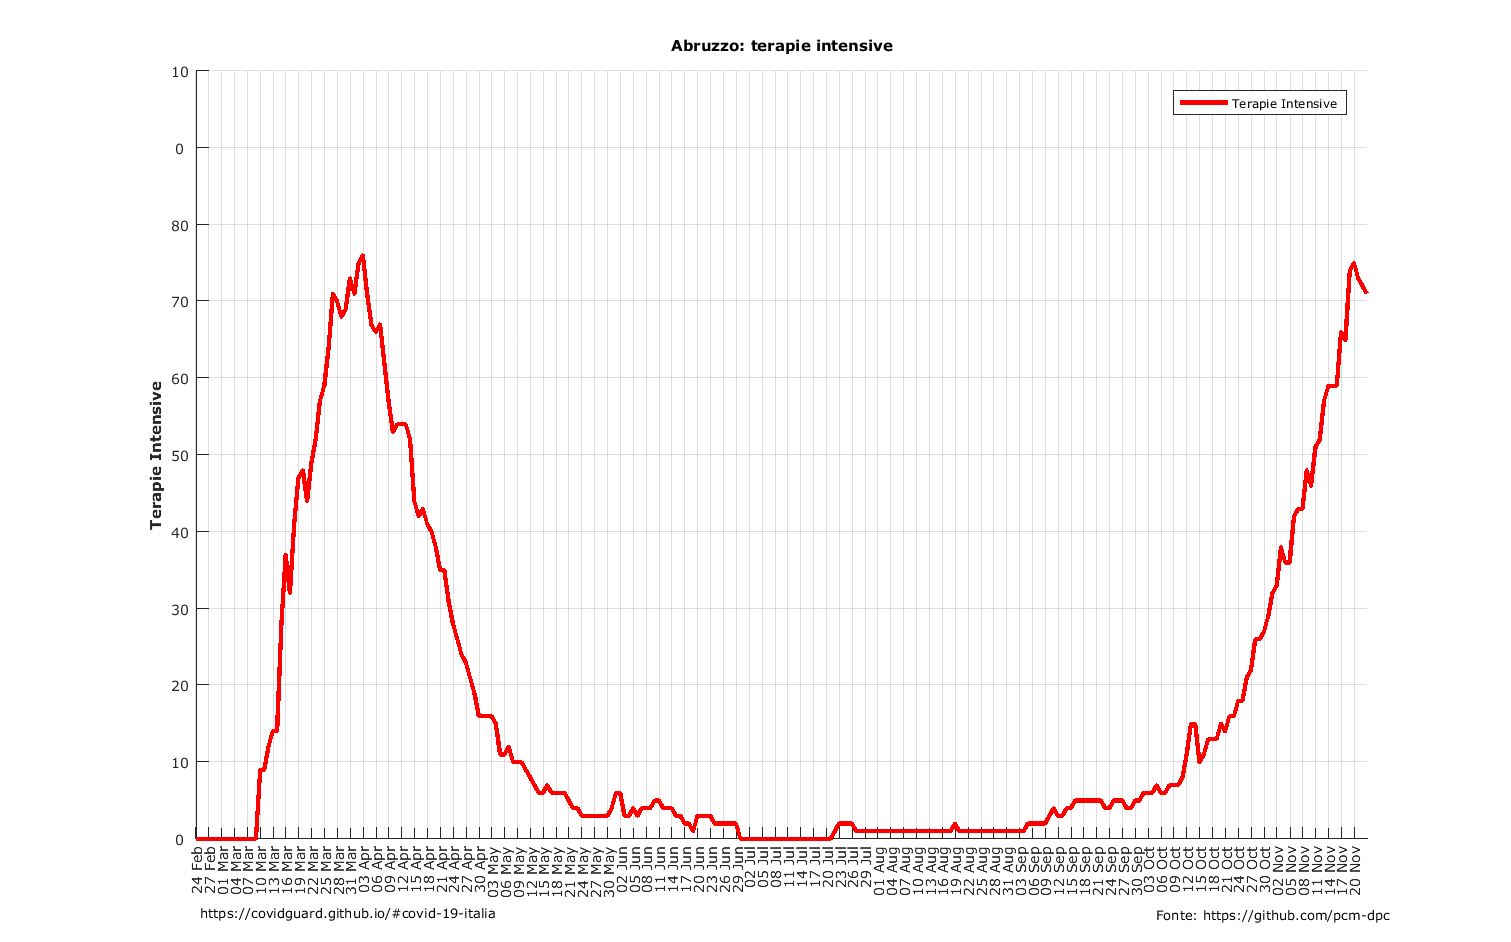 Abruzzo: terapie intensive
Terapie Intensive
10
0
80
70
60
50
40
30
20
10
0
Terapie Intensive
24 Feb
27 Feb
01 Mar
04 Mar
07 Mar
10 Mar
13 Mar
16 Mar
19 Mar
22 Mar
25 Mar
28 Mar
31 Mar
03 Apr
06 Apr
09 Apr
12 Apr
15 Apr
18 Apr
21 Apr
24 Apr
27 Apr
30 Apr
03 May
06 May
09 May
12 May
15 May
18 May
21 May
24 May
27 May
30 May
02 Jun
05 Jun
08 Jun
11 Jun
14 Jun
17 Jun
20 Jun
23 Jun
26 Jun
29 Jun
02 Jul
05 Jul
08 Jul
11 Jul
14 Jul
17 Jul
20 Jul
23 Jul
26 Jul
29 Jul
01 Aug
04 Aug
07 Aug
10 Aug
13 Aug
16 Aug
19 Aug
22 Aug
25 Aug
28 Aug
31 Aug
03 Sep
06 Sep
09 Sep
12 Sep
15 Sep
18 Sep
21 Sep
24 Sep
27 Sep
30 Sep
03 Oct
06 Oct
09 Oct
12 Oct
15 Oct
18 Oct
21 Oct
24 Oct
27 Oct
30 Oct
02 Nov
05 Nov
08 Nov
11 Nov
14 Nov
17 Nov
20 Nov
https://covidguard.github.io/#covid-19-italia
Fonte: https://github.com/pcm-dpc